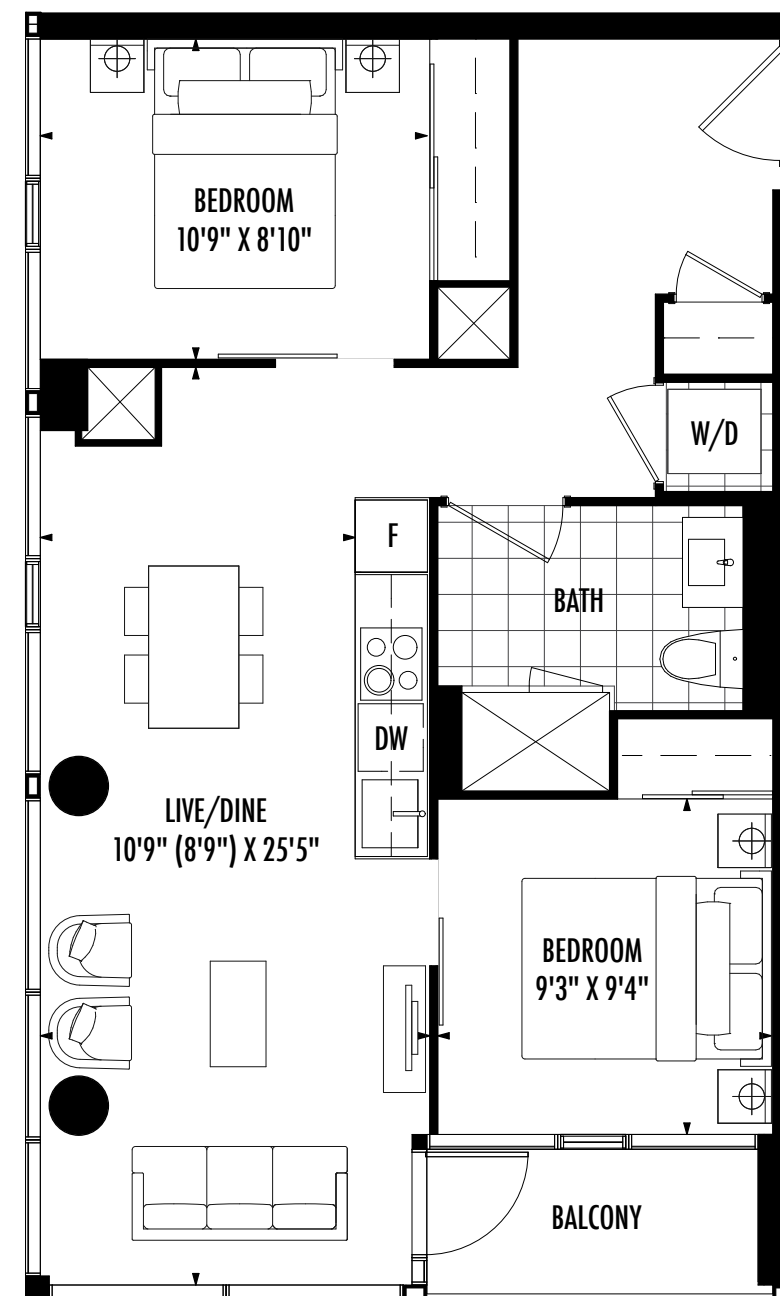 BEDROOM
10'9" X 8'10"
W/D
F
BATH
DW
LIVE/DINE
10'9" (8'9") X 25'5"
BEDROOM
9'3" X 9'4"
BALCONY